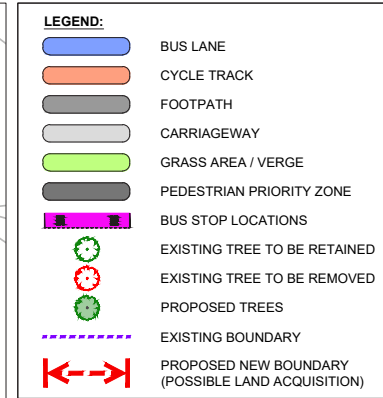 LEGEND:
BUS LANE
CYCLE TRACK
FOOTPATH
CARRIAGEWAY
GRASS AREA / VERGE
PEDESTRIAN PRIORITY ZONE
BUS STOP LOCATIONS
EXISTING TREE TO BE RETAINED
EXISTING TREE TO BE REMOVED
PROPOSED TREES
EXISTING BOUNDARY
PROPOSED NEW BOUNDARY
(POSSIBLE LAND ACQUISITION)